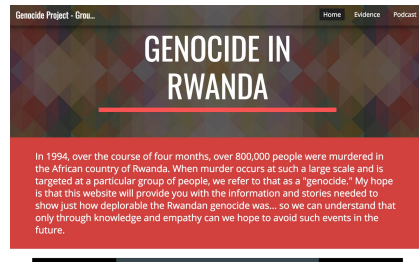 Genocide Project - Grou...
Home Evidence Podcast
GENOCIDE IN
RWANDA
In 1994, over the course of four months, over 800,000 people were murdered in
the African country of Rwanda. When murder occurs at such a large scale and is
targeted at a particular group of people, we refer to that as a "genocide." My hope
is that this website will provide you with the information and stories needed to
show just how deplorable the Rwandan genocide was... so we can understand that
only through knowledge and empathy can we hope to avoid such events in the
future.